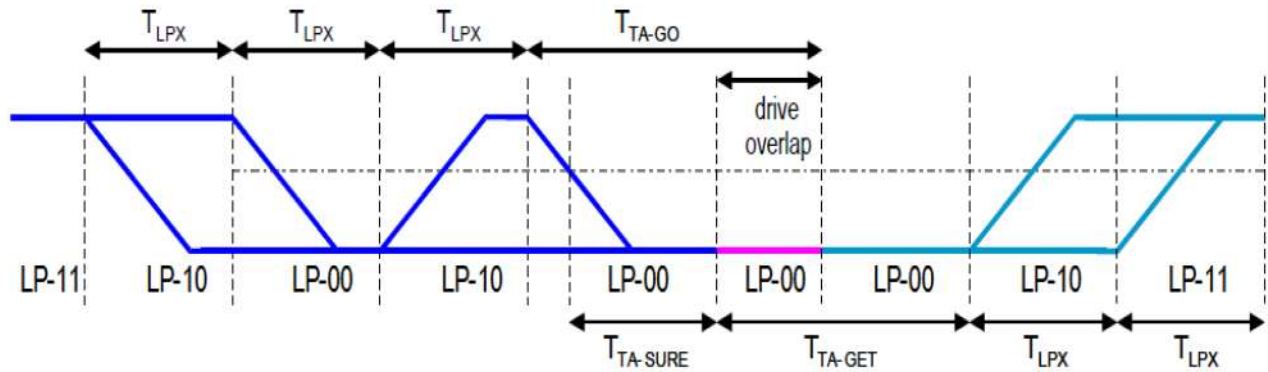 TLPX TLPX TLPX TTA-GO
drive
overlap
LP-11 LP-10 LP-00 LP-10 LP-00 LP-00 LP-00 LP-10 LP-11
TTA-SURE TTA-GET TLPX TLPX